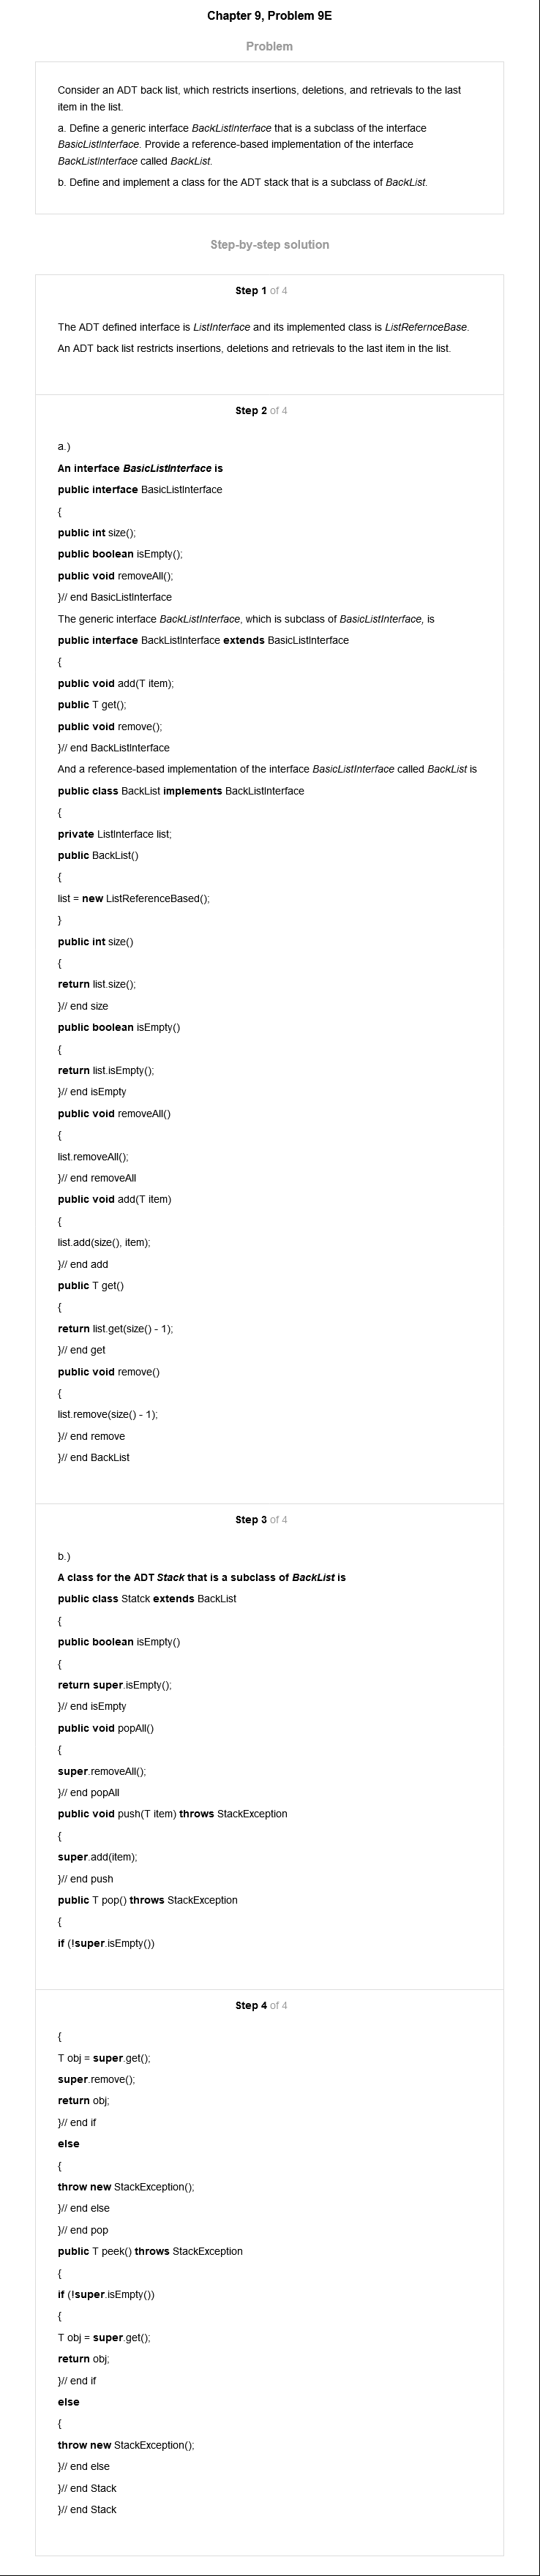 Chapter 9, Problem 9E
Problem
Consider an ADT back list, which restricts insertions, deletions, and retrievals to the last
item in the list.
a. Define a generic interface BackListInterface that is a subclass of the interface
BasicListInterface. Provide a reference-based implementation of the interface
BackListInterface called BackList.
b. Define and implement a class for the ADT stack that is a subclass of BackList.
Step-by-step solution
Step 1 of 4
The ADT defined interface is ListInterface and its implemented class is ListRefernceBase.
An ADT back list restricts insertions, deletions and retrievals to the last item in the list.
Step 2 of 4
a.)
An interface BasicListInterface is
public interface BasicListInterface
{
public int size();
public boolean isEmpty();
public void removeAll();
}// end BasicListInterface
The generic interface BackListInterface, which is subclass of BasicListInterface, is
public interface BackListInterface extends BasicListInterface
{
public void add(T item);
public T get();
public void remove();
}// end BackListInterface
And a reference-based implementation of the interface BasicListInterface called BackList is
public class BackList implements BackListInterface
{
private ListInterface list;
public BackList()
{
list = new ListReferenceBased();
}
public int size()
{
return list.size();
}// end size
public boolean isEmpty()
{
return list.isEmpty();
}// end isEmpty
public void removeAll()
{
list.removeAll();
}// end removeAll
public void add(T item)
{
list.add(size(), item);
}// end add
public T get()
{
return list.get(size() - 1);
}// end get
public void remove()
{
list.remove(size() - 1);
}// end remove
}// end BackList
Step 3 of 4
b.)
A class for the ADT Stack that is a subclass of BackList is
public class Statck extends BackList
{
public boolean isEmpty()
{
return super.isEmpty();
}// end isEmpty
public void popAll()
{
super.removeAll();
}// end popAll
public void push(T item) throws StackException
{
super.add(item);
}// end push
public T pop() throws StackException
{
if (!super.isEmpty())
Step 4 of 4
{
T obj = super.get();
super.remove();
return obj;
}// end if
else
{
throw new StackException();
}// end else
}// end pop
public T peek() throws StackException
{
if (!super.isEmpty())
{
T obj = super.get();
return obj;
}// end if
else
{
throw new StackException();
}// end else
}// end Stack
}// end Stack